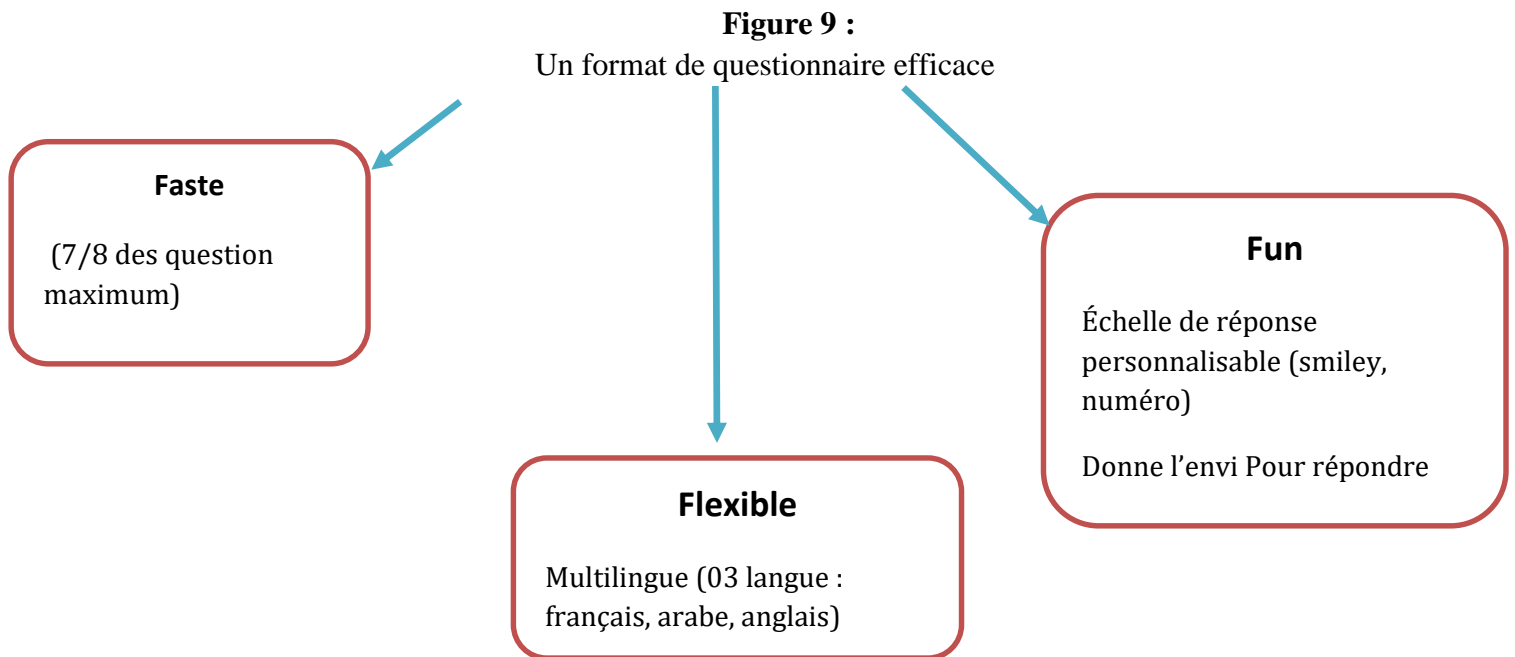 Figure 9 :
Un format de questionnaire efficace
Faste
(7/8 des question
maximum)
Flexible
Multilingue (03 langue :
français, arabe, anglais)
Fun
Échelle de réponse
personnalisable (smiley,
numéro)
Donne l’envi Pour répondre